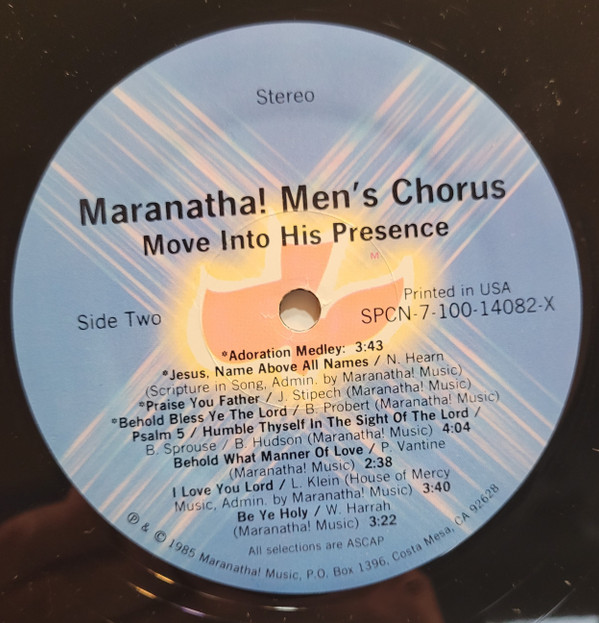 Stereo
Maranatha! Men's Chorus
Move Into His Presence
M
Printed in USA
Side Two
SPCN-7-100-14082-X
*Adoration Medley: 3:43
*Jesus, Name Above All Names / N. Hearn
(Scripture in Song, Admin. by Maranatha! Music)
*Praise You Father / J. Stipech (Maranatha! Music)
*Behold Bless Ye The Lord / B. Probert (Maranatha! Music)
Psalm 5 / Humble Thyself In The Sight Of The Lord /
B. Sprouse / B. Hudson (Maranatha! Music) 4:04
Behold What Manner Of Love / P. Vantine
(Maranatha! Music) 2:38
I Love You Lord / L. Klein (House of Mercy
Music, Admin. by Maranatha! Music) 3:40
Be Ye Holy / W. Harrah
(Maranatha! Music) 3:22
All selections are ASCAP
℗ & © 1985 Maranatha! Music, P.O. Box 1396, Costa Mesa, CA 92628